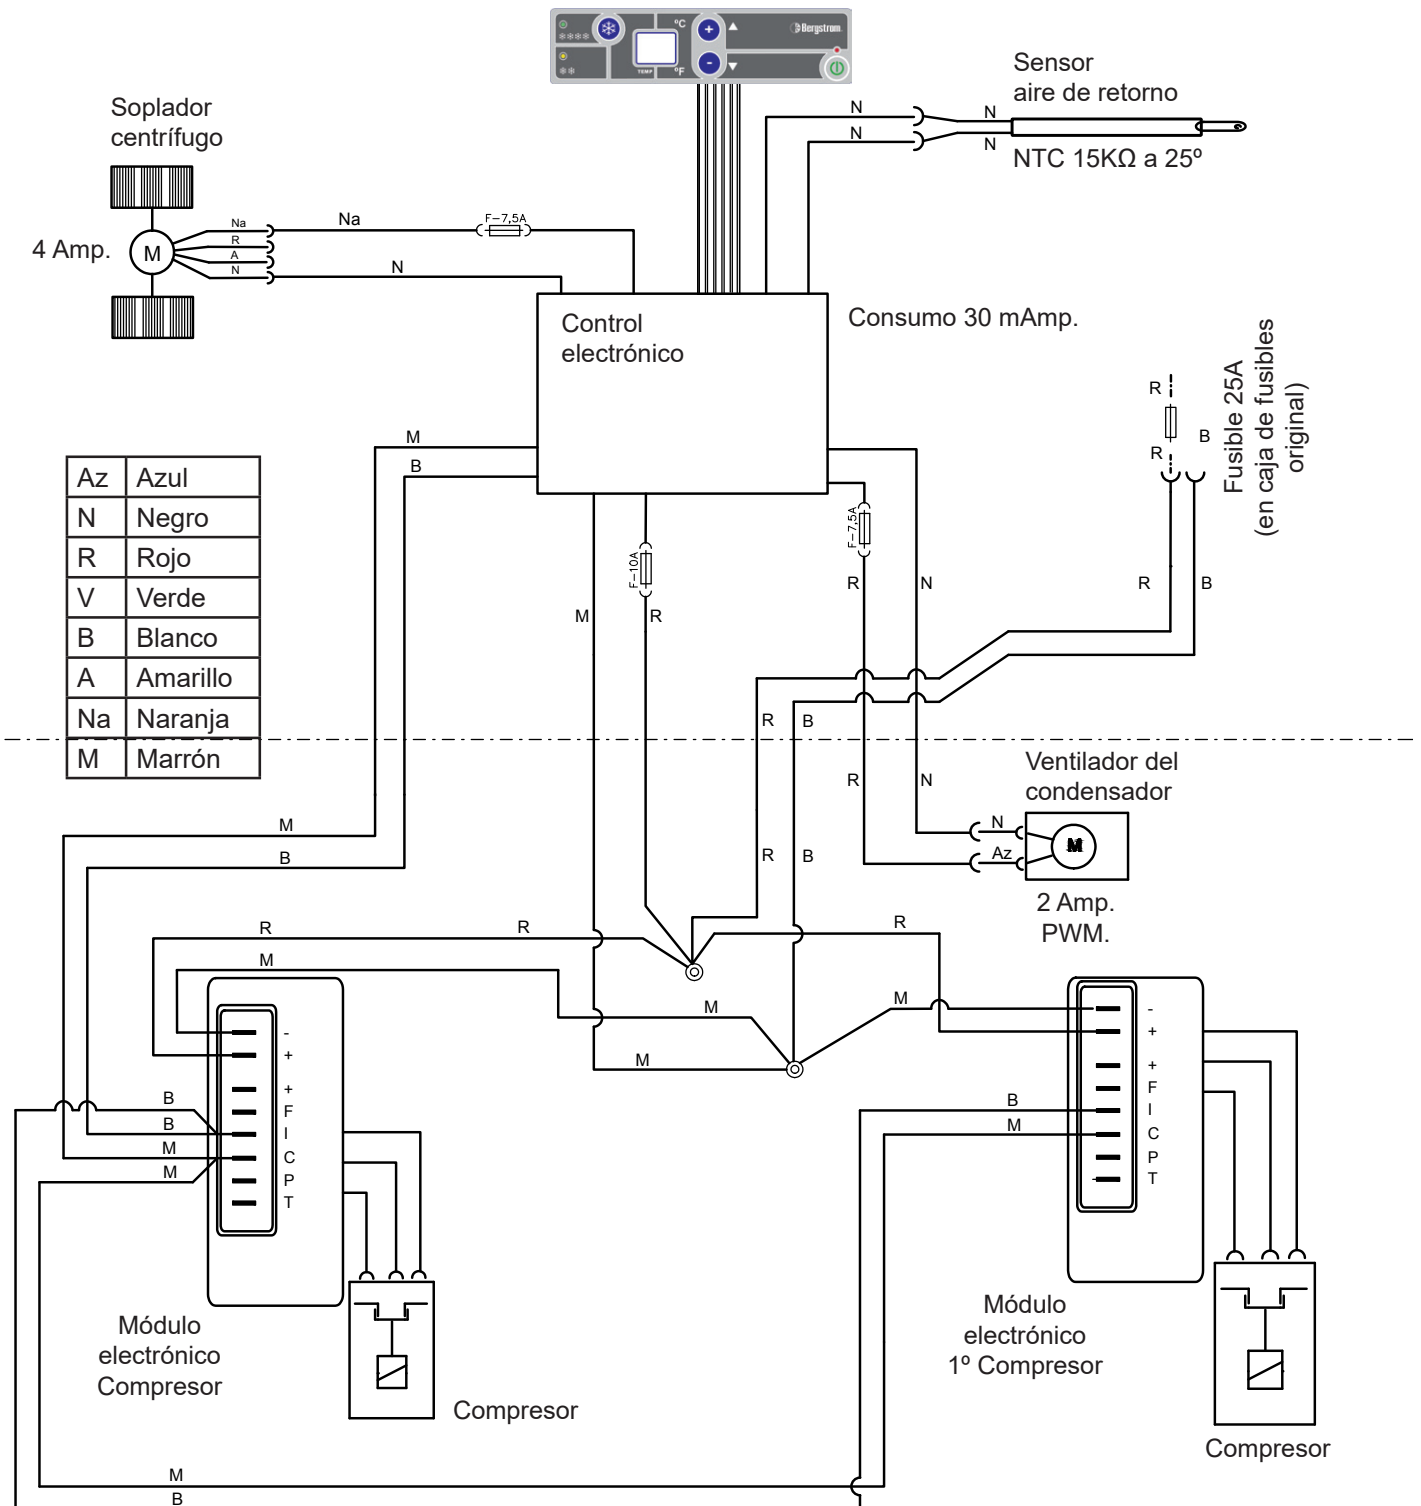 °C
Bergstrom
TEMP
°F
Sensor
aire de retorno
N
N
N
N
NTC 15KΩ a 25º
Soplador
centrífugo
4 Amp.
M
Na
R
A
N
Na
F-7,5A
N
Control
electrónico
Consumo 30 mAmp.
Fusible 25A
(en caja de fusibles
original)
R
B
R
M
B
Az Azul
N Negro
R Rojo
V Verde
B Blanco
A Amarillo
Na Naranja
M Marrón
F-10A
F-7,5A
M
R
R
N
R
B
R
B
R
N
Ventilador del
condensador
N
Az
M
2 Amp.
PWM.
M
B
R
B
R
R
R
M
M
M
M
-
+
+
F
I
C
P
T
B
B
M
M
-
+
+
F
I
C
P
T
B
M
Módulo
electrónico
Compresor
Compresor
Módulo
electrónico
1º Compresor
Compresor
M
B